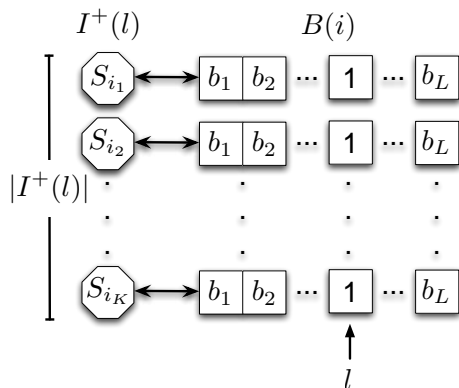 I⁺(l) B(i)
S_{i_1} b_1 b_2 ... 1 ... b_L
S_{i_2} b_1 b_2 ... 1 ... b_L
|I⁺(l)|
S_{i_K} b_1 b_2 ... 1 ... b_L
l